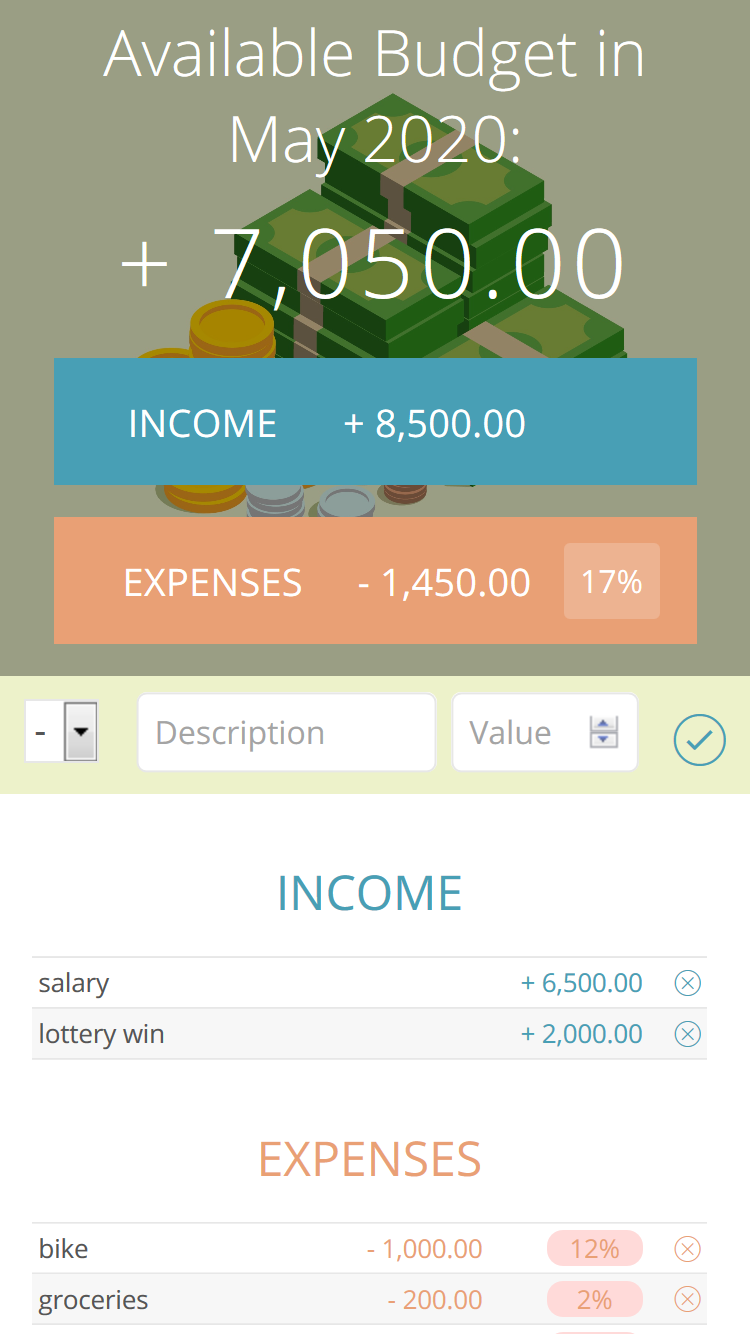 Available Budget in
May 2020:
+ 7,050.00
INCOME + 8,500.00
EXPENSES - 1,450.00 17%
- Description Value
INCOME
salary + 6,500.00
lottery win + 2,000.00
EXPENSES
bike - 1,000.00 12%
groceries - 200.00 2%